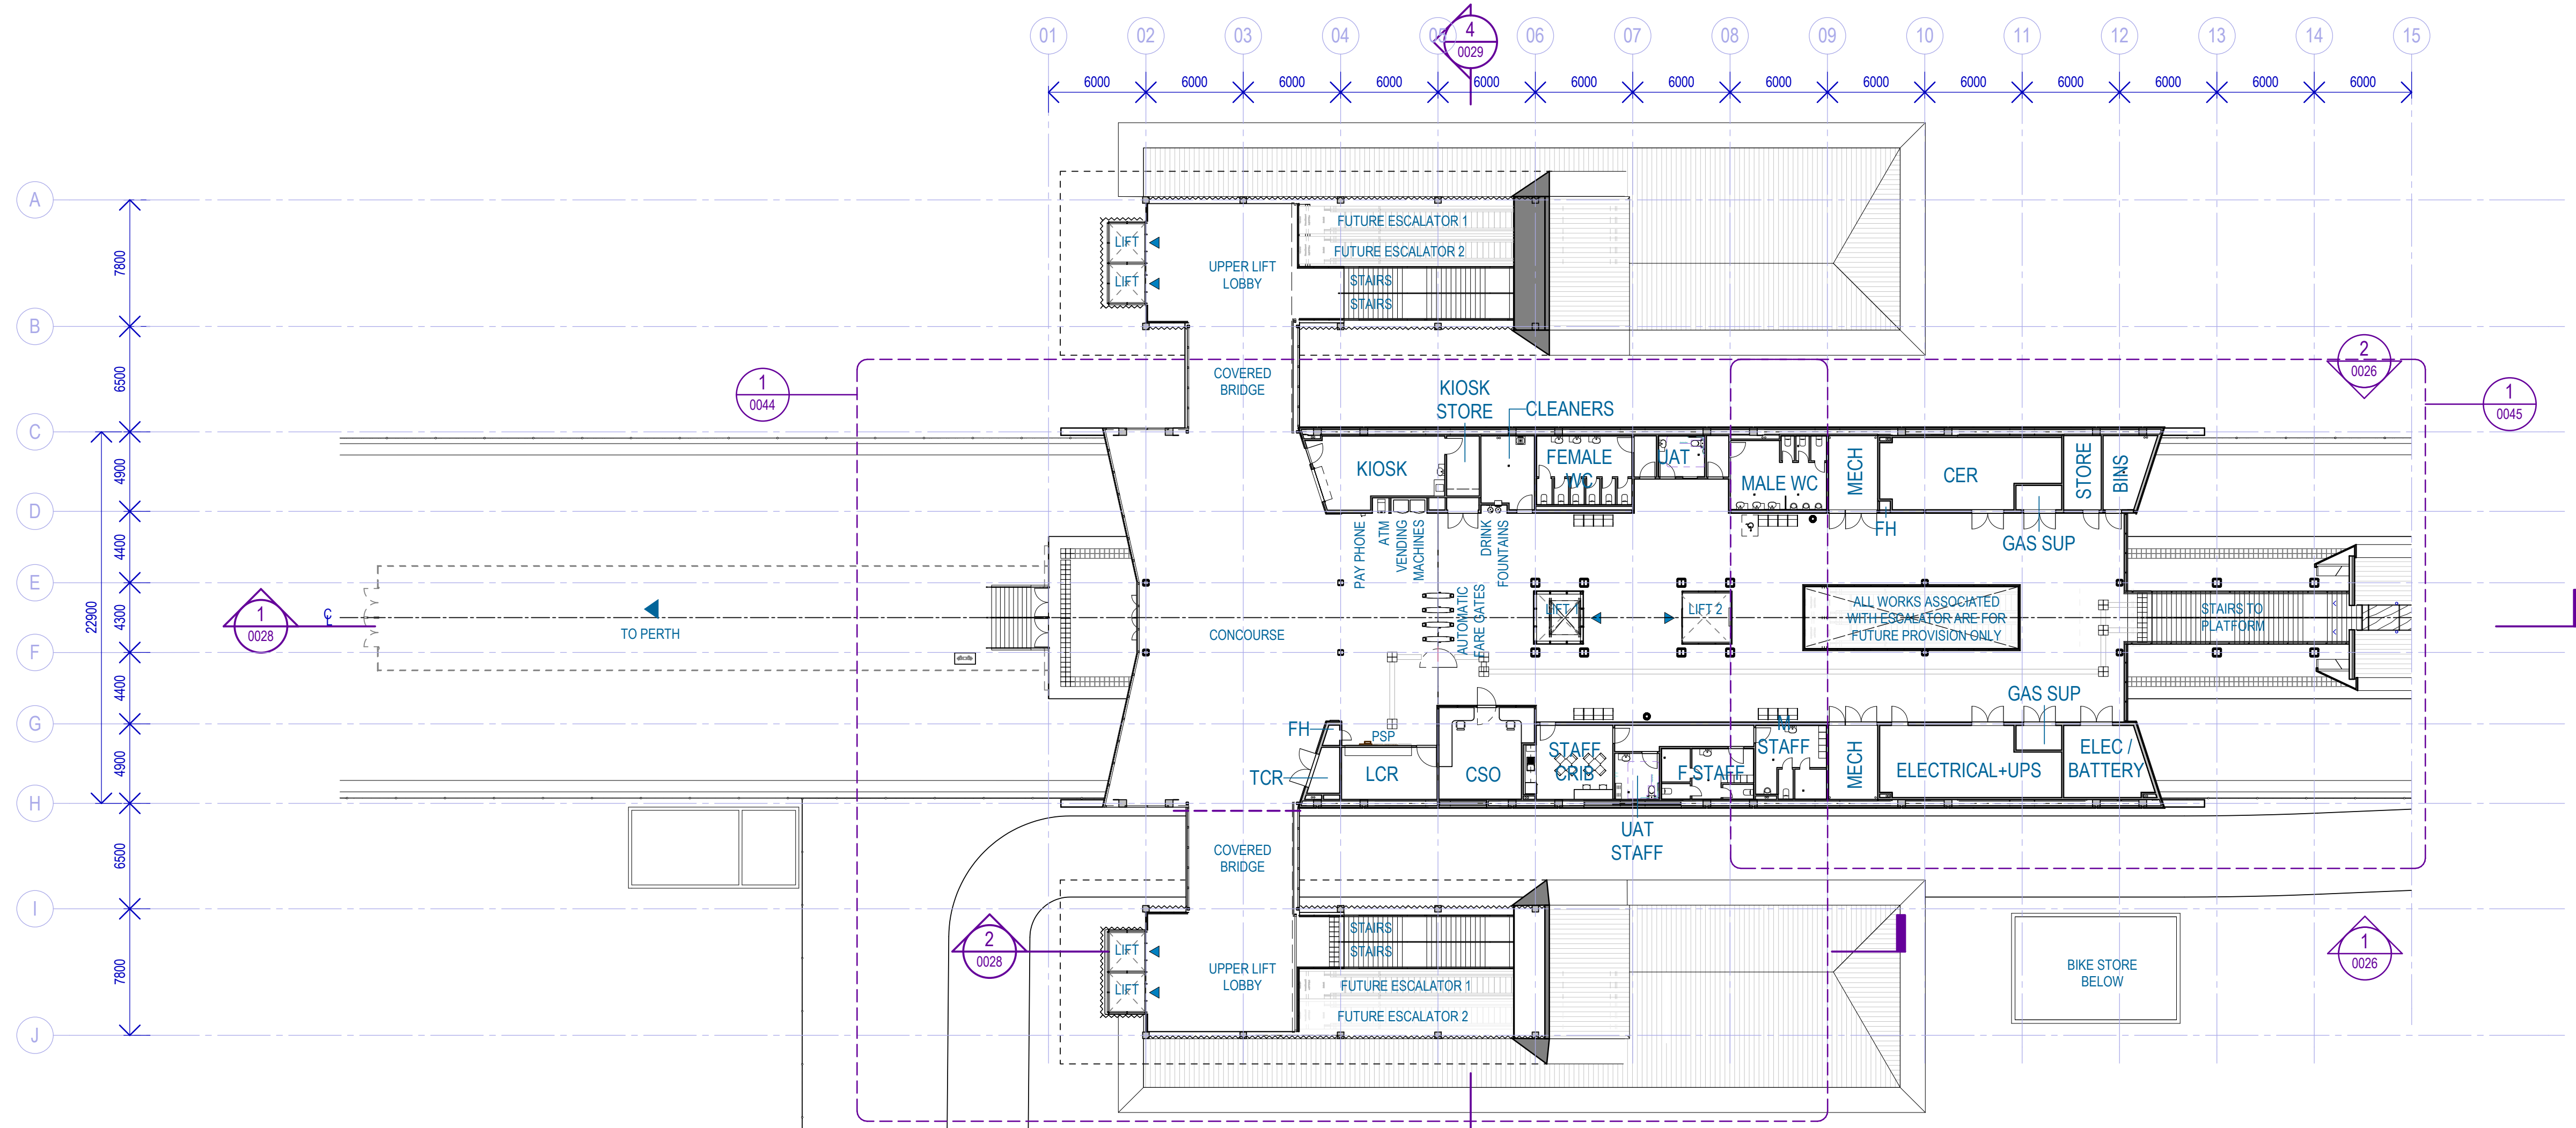 01
02
03
04
05
06
07
08
09
10
11
12
13
14
15
4
0029
6000
6000
6000
6000
6000
6000
6000
6000
6000
6000
6000
6000
6000
6000
A
B
C
D
E
F
G
H
I
J
7800
6500
4900
4400
4300
4400
4900
6500
7800
22900
LIFT
LIFT
UPPER LIFT
LOBBY
FUTURE ESCALATOR 1
FUTURE ESCALATOR 2
STAIRS
STAIRS
COVERED
BRIDGE
1
0044
2
0026
1
0045
KIOSK
STORE
CLEANERS
KIOSK
FEMALE
WC
UAT
MALE WC
MECH
CER
STORE
BINS
FH
GAS SUP
PAY PHONE
ATM
VENDING
MACHINES
DRINK
FOUNTAINS
AUTOMATIC
FARE GATES
1
0028
TO PERTH
CONCOURSE
LIFT 1
LIFT 2
ALL WORKS ASSOCIATED
WITH ESCALATOR ARE FOR
FUTURE PROVISION ONLY
STAIRS TO
PLATFORM
GAS SUP
FH
PSP
TCR
LCR
CSO
STAFF
CRIB
F STAFF
M
STAFF
MECH
ELECTRICAL+UPS
ELEC /
BATTERY
UAT
STAFF
COVERED
BRIDGE
2
0028
LIFT
LIFT
UPPER LIFT
LOBBY
STAIRS
STAIRS
FUTURE ESCALATOR 1
FUTURE ESCALATOR 2
BIKE STORE
BELOW
1
0026